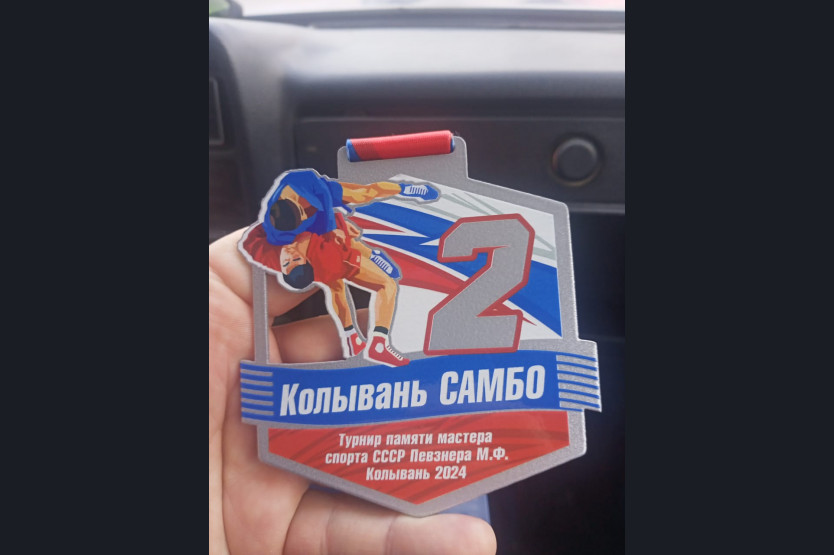 2
Колывань САМБО
Турнир памяти мастера
спорта СССР Певзнера М.Ф.
Колывань 2024